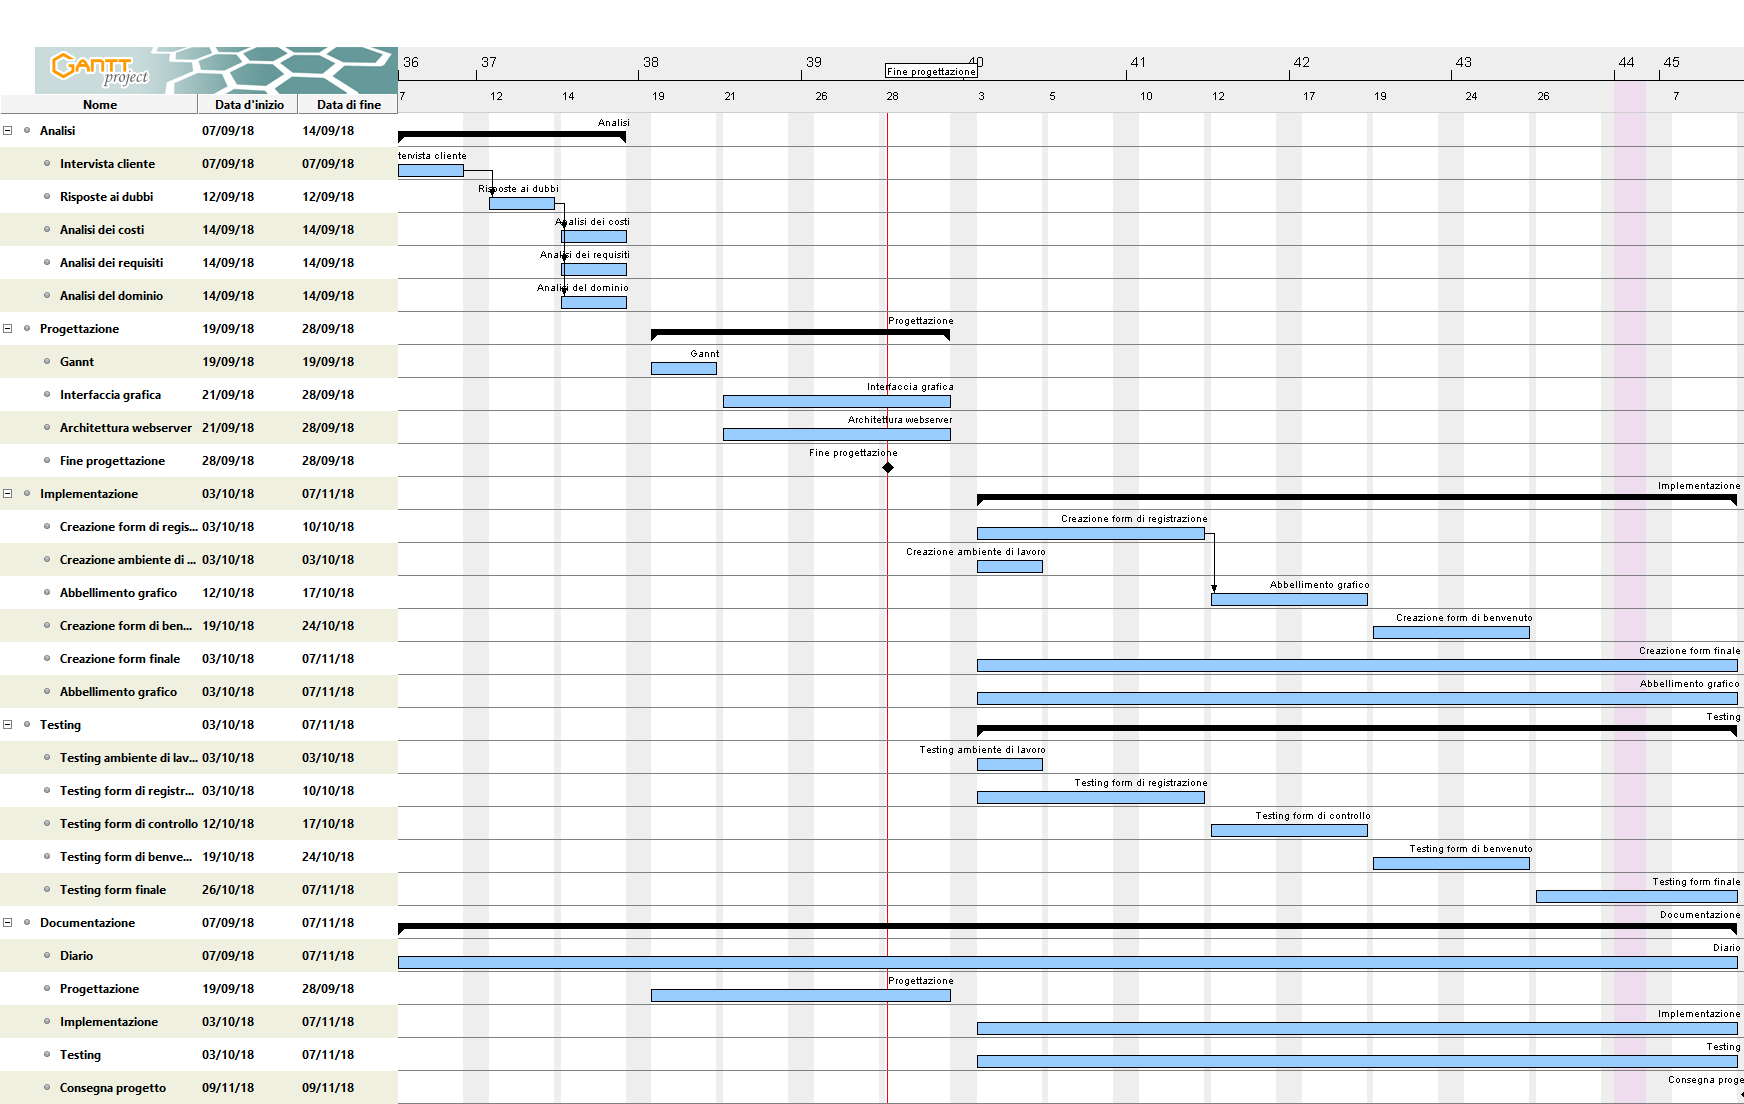 GANTT
project
36 37 38 39 40 41 42 43 44 45
Fine progettazione
Nome Data d'inizio Data di fine
7 12 14 19 21 26 28 3 5 10 12 17 19 24 26 7
Analisi 07/09/18 14/09/18 Analisi
Intervista cliente 07/09/18 07/09/18 tervista cliente
Risposte ai dubbi 12/09/18 12/09/18 Risposte ai dubbi
Analisi dei costi 14/09/18 14/09/18 Analisi dei costi
Analisi dei requisiti 14/09/18 14/09/18 Analisi dei requisiti
Analisi del dominio 14/09/18 14/09/18 Analisi del dominio
Progettazione 19/09/18 28/09/18 Progettazione
Gannt 19/09/18 19/09/18 Gannt
Interfaccia grafica 21/09/18 28/09/18 Interfaccia grafica
Architettura webserver 21/09/18 28/09/18 Architettura webserver
Fine progettazione 28/09/18 28/09/18 Fine progettazione
Implementazione 03/10/18 07/11/18 Implementazione
Creazione form di regis... 03/10/18 10/10/18 Creazione form di registrazione
Creazione ambiente di ... 03/10/18 03/10/18 Creazione ambiente di lavoro
Abbellimento grafico 12/10/18 17/10/18 Abbellimento grafico
Creazione form di ben... 19/10/18 24/10/18 Creazione form di benvenuto
Creazione form finale 03/10/18 07/11/18 Creazione form finale
Abbellimento grafico 03/10/18 07/11/18 Abbellimento grafico
Testing 03/10/18 07/11/18 Testing
Testing ambiente di lav... 03/10/18 03/10/18 Testing ambiente di lavoro
Testing form di registr... 03/10/18 10/10/18 Testing form di registrazione
Testing form di controllo 12/10/18 17/10/18 Testing form di controllo
Testing form di benve... 19/10/18 24/10/18 Testing form di benvenuto
Testing form finale 26/10/18 07/11/18 Testing form finale
Documentazione 07/09/18 07/11/18 Documentazione
Diario 07/09/18 07/11/18 Diario
Progettazione 19/09/18 28/09/18 Progettazione
Implementazione 03/10/18 07/11/18 Implementazione
Testing 03/10/18 07/11/18 Testing
Consegna progetto 09/11/18 09/11/18 Consegna proge